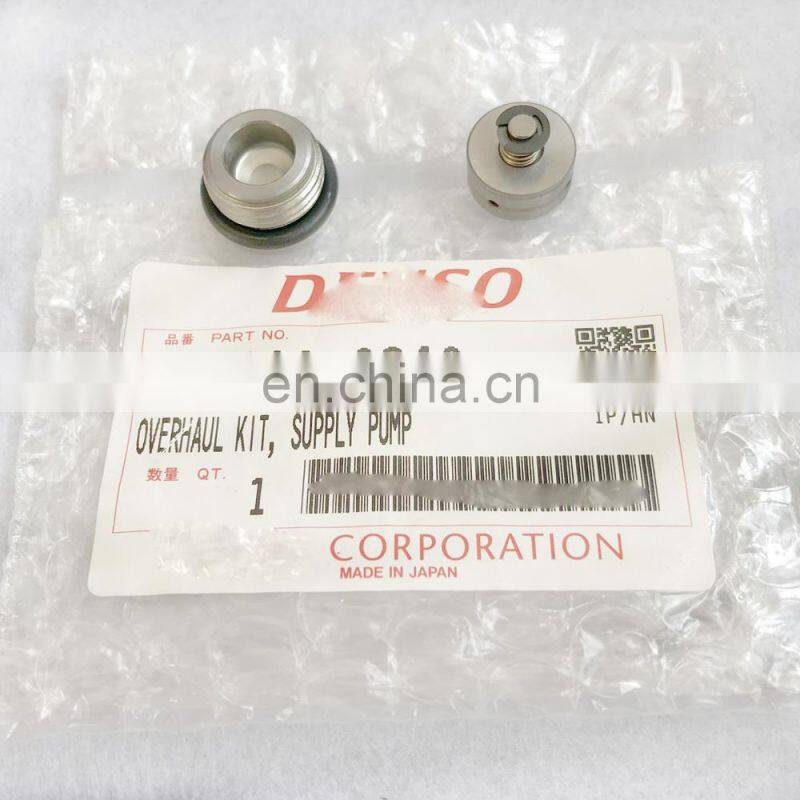 品番 PART NO.
en.china.cn
OVERHAUL KIT, SUPPLY PUMP
1P/AN
数量 QT.
1
CORPORATION
MADE IN JAPAN